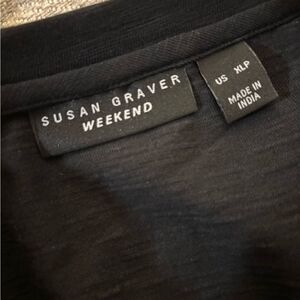 SUSAN GRAVER
WEEKEND
US XLP
MADE IN
INDIA